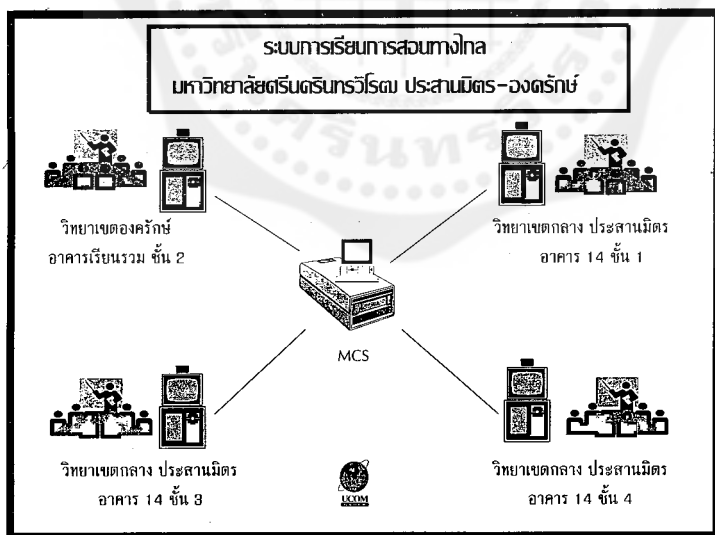 ระบบการเรียนการสอนทางไกล
มหาวิทยาลัยศรีนครินทรวิโรฒ ประสานมิตร-องครักษ์
วิทยาเขตองครักษ์
อาคารเรียนรวม ชั้น 2
วิทยาเขตกลาง ประสานมิตร
อาคาร 14 ชั้น 1
MCS
วิทยาเขตกลาง ประสานมิตร
อาคาร 14 ชั้น 3
UCOM
วิทยาเขตกลาง ประสานมิตร
อาคาร 14 ชั้น 4